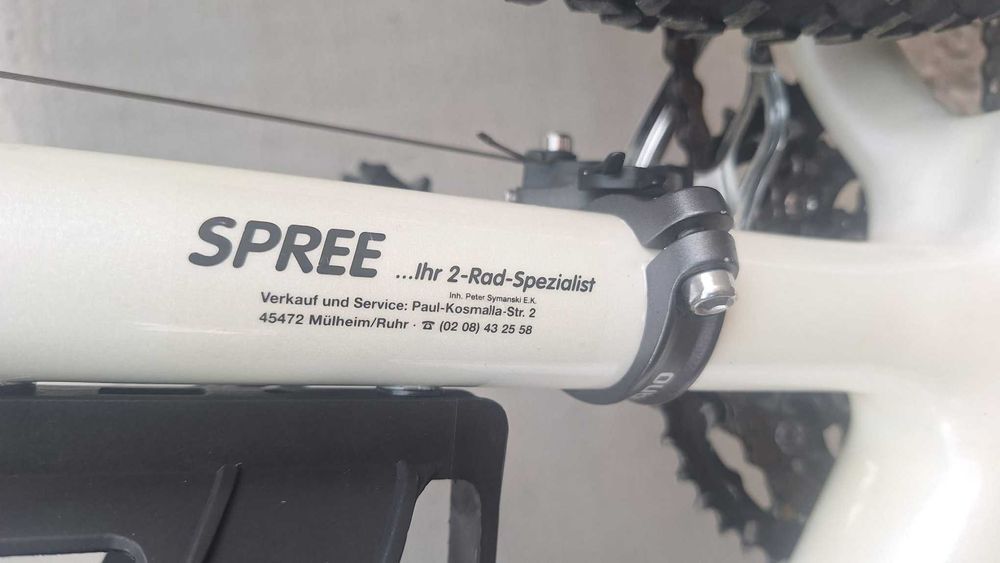 SPREE ...Ihr 2-Rad-Spezialist
Inh. Peter Symanski E.K.
Verkauf und Service: Paul-Kosmalla-Str. 2
45472 Mülheim/Ruhr · ☎ (02 08) 43 25 58